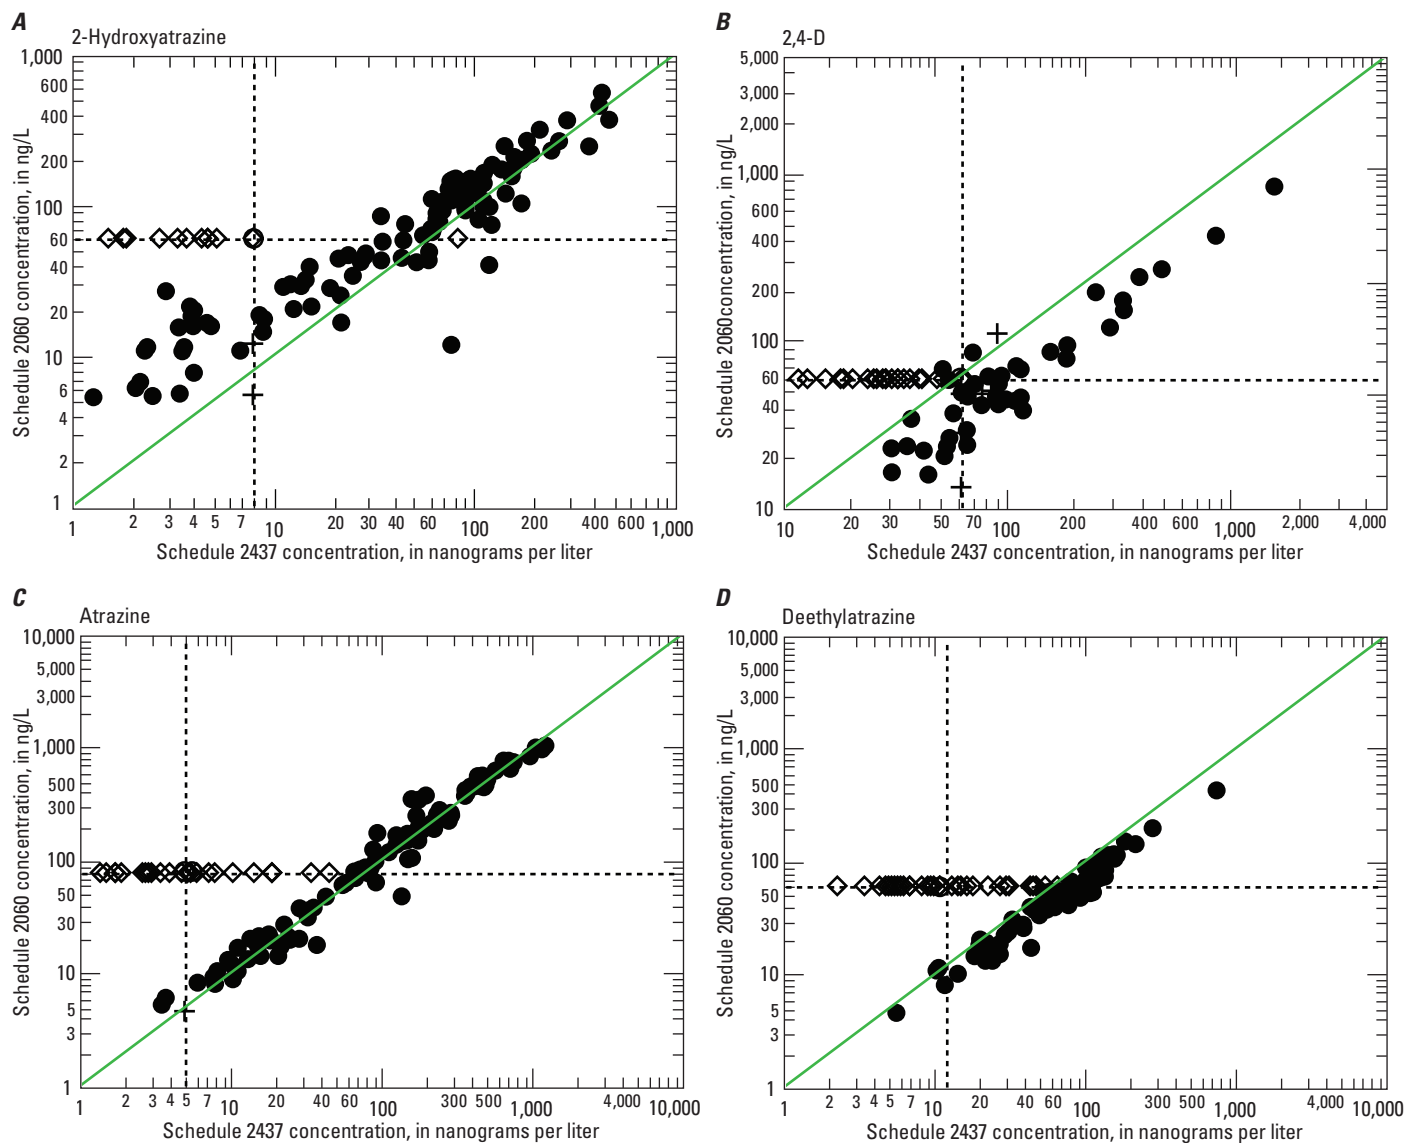 A
2-Hydroxyatrazine
1,000
600
400
200
100
60
40
20
10
6
4
2
1
Schedule 2060 concentration, in ng/L
1 2 3 4 5 7 10 20 30 40 60 100 200 400 600 1,000
Schedule 2437 concentration, in nanograms per liter
B
2,4-D
5,000
3,000
2,000
1,000
600
400
200
100
60
40
20
10
Schedule 2060concentration, in ng/L
10 20 30 50 70 100 200 400 1,000 2,000 4,000
Schedule 2437 concentration, in nanograms per liter
C
Atrazine
10,000
5,000
3,000
1,000
500
300
100
50
30
10
5
3
1
Schedule 2060 concentration, in ng/L
1 2 3 4 5 7 10 20 40 60 100 300 500 1,000 4,000 10,000
Schedule 2437 concentration, in nanograms per liter
D
Deethylatrazine
10,000
5,000
3,000
1,000
500
300
100
50
30
10
5
3
1
Schedule 2060 concentration, in ng/L
1 2 3 4 5 7 10 20 40 60 100 300 500 1,000 4,000 10,000
Schedule 2437 concentration, in nanograms per liter